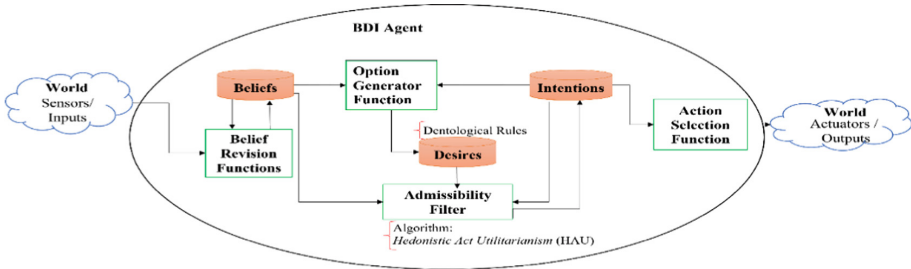 BDI Agent
World
Sensors/
Inputs
Beliefs
Option
Generator
Function
Intentions
Action
Selection
Function
World
Actuators /
Outputs
Belief
Revision
Functions
Dentological Rules
Desires
Admissibility
Filter
Algorithm:
Hedonistic Act Utilitarianism (HAU)